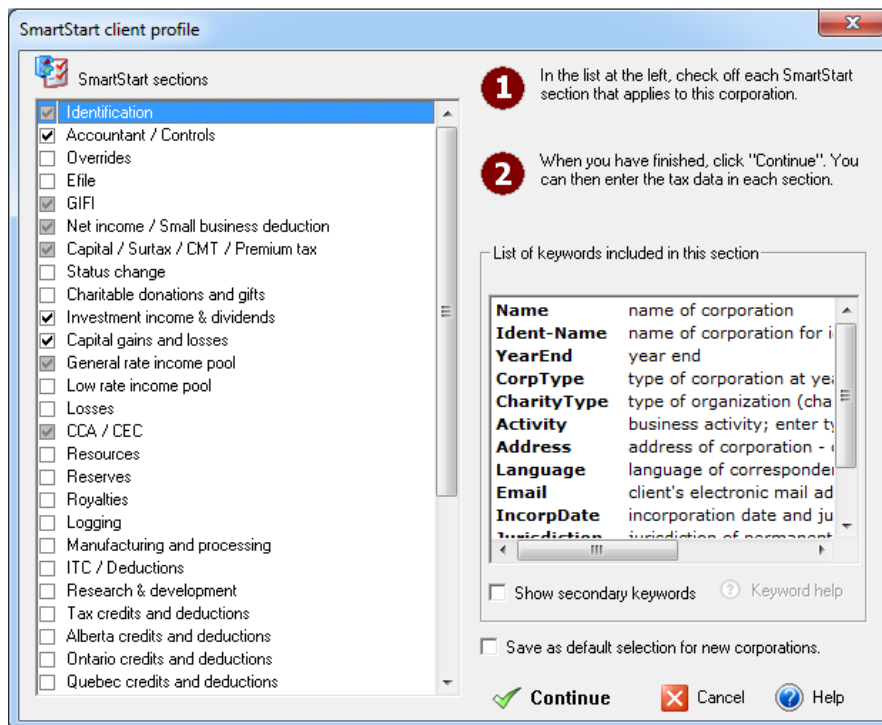 SmartStart client profile
SmartStart sections
Identification
Accountant / Controls
Overrides
Efile
GIFI
Net income / Small business deduction
Capital / Surtax / CMT / Premium tax
Status change
Charitable donations and gifts
Investment income & dividends
Capital gains and losses
General rate income pool
Low rate income pool
Losses
CCA / CEC
Resources
Reserves
Royalties
Logging
Manufacturing and processing
ITC / Deductions
Research & development
Tax credits and deductions
Alberta credits and deductions
Ontario credits and deductions
Quebec credits and deductions
1
In the list at the left, check off each SmartStart
section that applies to this corporation.
2
When you have finished, click "Continue". You
can then enter the tax data in each section.
List of keywords included in this section
Name name of corporation
Ident-Name name of corporation for i
YearEnd year end
CorpType type of corporation at yea
CharityType type of organization (cha
Activity business activity; enter ty
Address address of corporation -
Language language of corresponde
Email client's electronic mail ad
IncorpDate incorporation date and ju
Jurisdiction jurisdiction of permanent
Show secondary keywords
? Keyword help
Save as default selection for new corporations.
Continue
Cancel
? Help